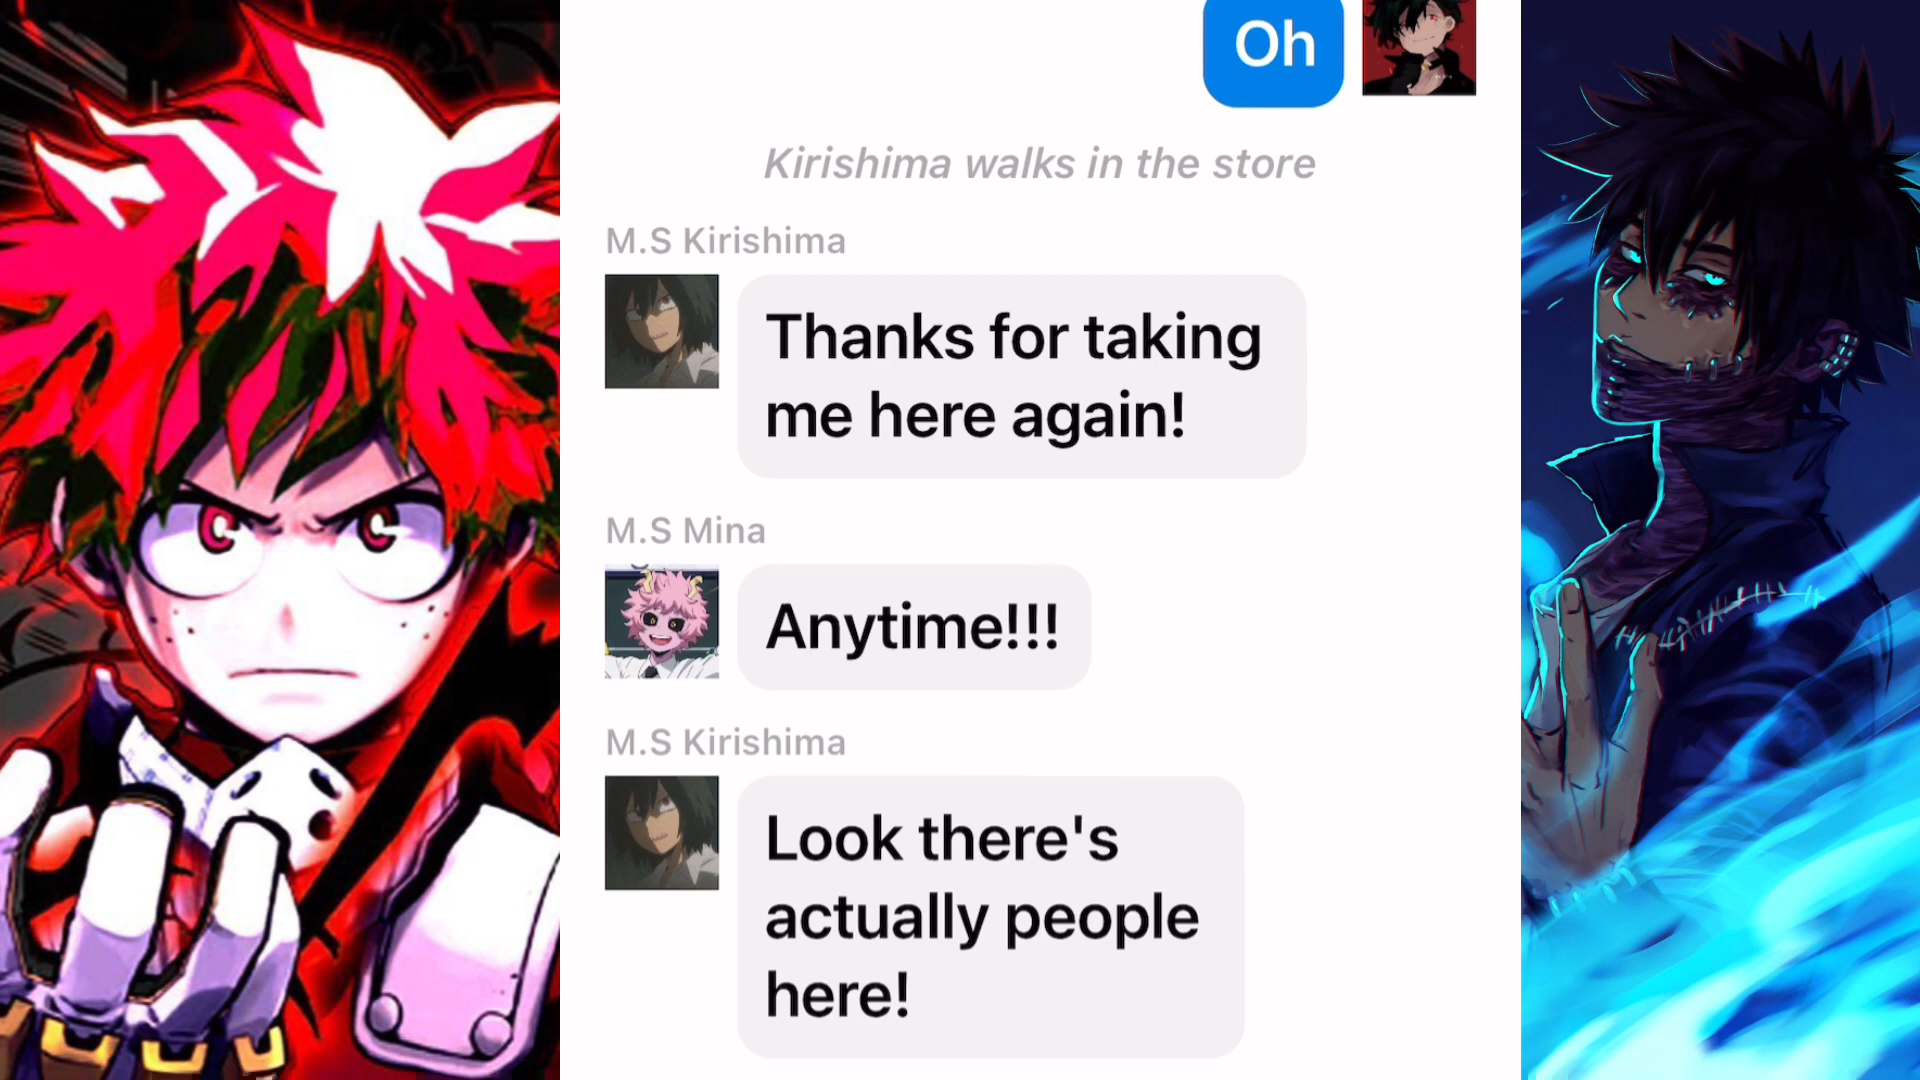 Oh
Kirishima walks in the store
M.S Kirishima
Thanks for taking
me here again!
M.S Mina
Anytime!!!
M.S Kirishima
Look there's
actually people
here!